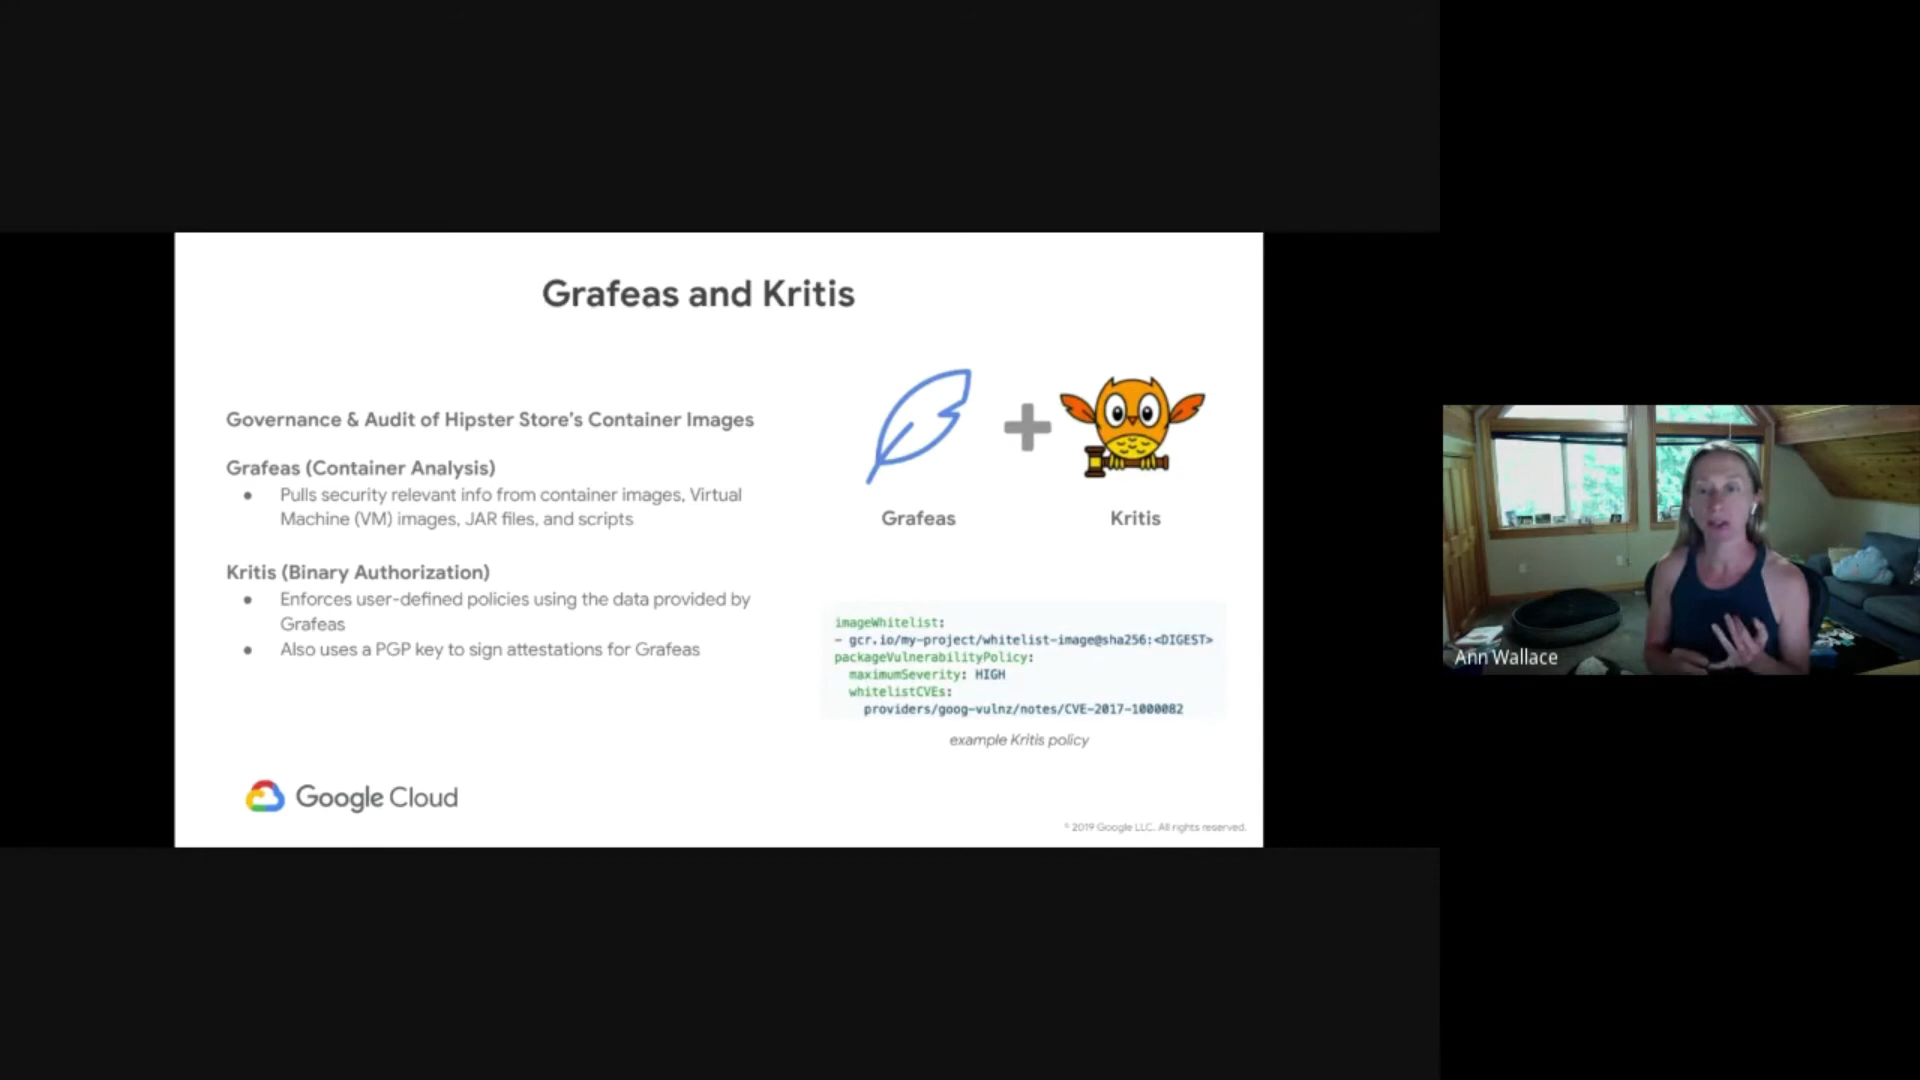 Grafeas and Kritis
Governance & Audit of Hipster Store's Container Images
Grafeas (Container Analysis)
● Pulls security relevant info from container images, Virtual
Machine (VM) images, JAR files, and scripts
Kritis (Binary Authorization)
● Enforces user-defined policies using the data provided by
Grafeas
● Also uses a PGP key to sign attestations for Grafeas
Grafeas
Kritis
imageWhitelist:
- gcr.io/my-project/whitelist-image@sha256:<DIGEST>
packageVulnerabilityPolicy:
maximumSeverity: HIGH
whitelistCVEs:
providers/goog-vulnz/notes/CVE-2017-1000082
example Kritis policy
Google Cloud
© 2019 Google LLC. All rights reserved.
Ann Wallace